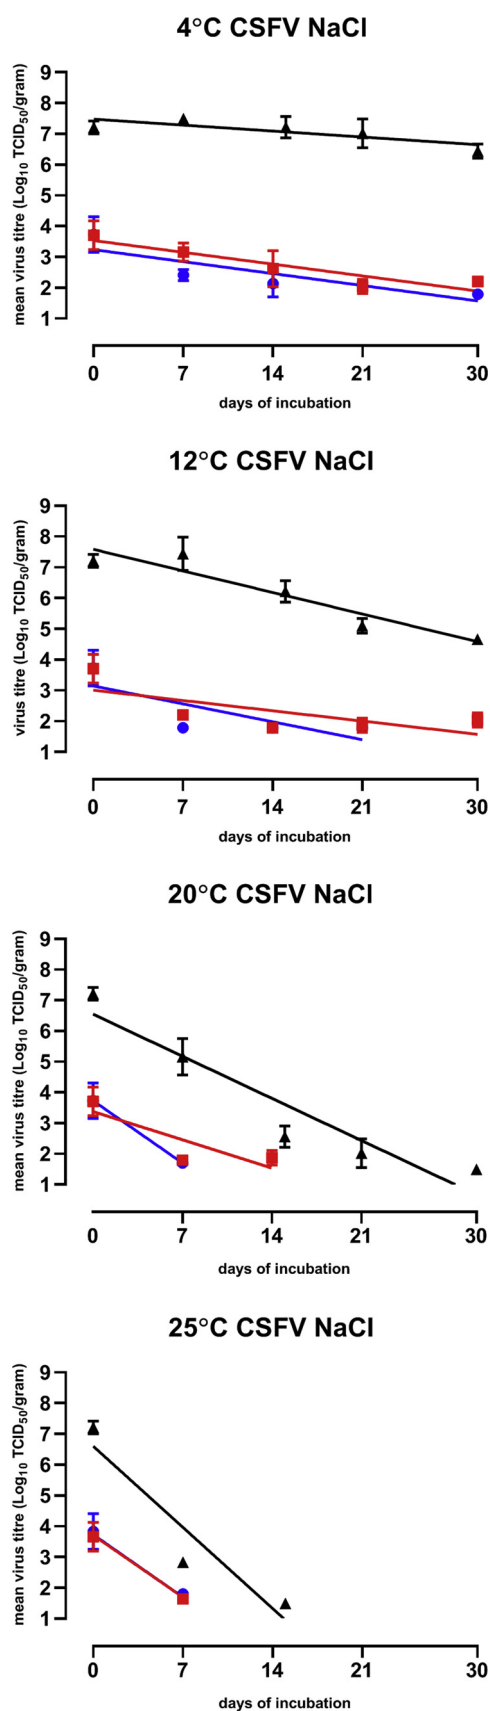 4°C CSFV NaCl
mean virus titre (Log10 TCID50/gram)
9
8
7
6
5
4
3
2
1
0 7 14 21 30
days of incubation
12°C CSFV NaCl
virus titre (Log10 TCID50/gram)
9
8
7
6
5
4
3
2
1
0 7 14 21 30
days of incubation
20°C CSFV NaCl
mean virus titre (Log10 TCID50/gram)
9
8
7
6
5
4
3
2
1
0 7 14 21 30
days of incubation
25°C CSFV NaCl
mean virus titre (Log10 TCID50/gram)
9
8
7
6
5
4
3
2
1
0 7 14 21 30
days of incubation